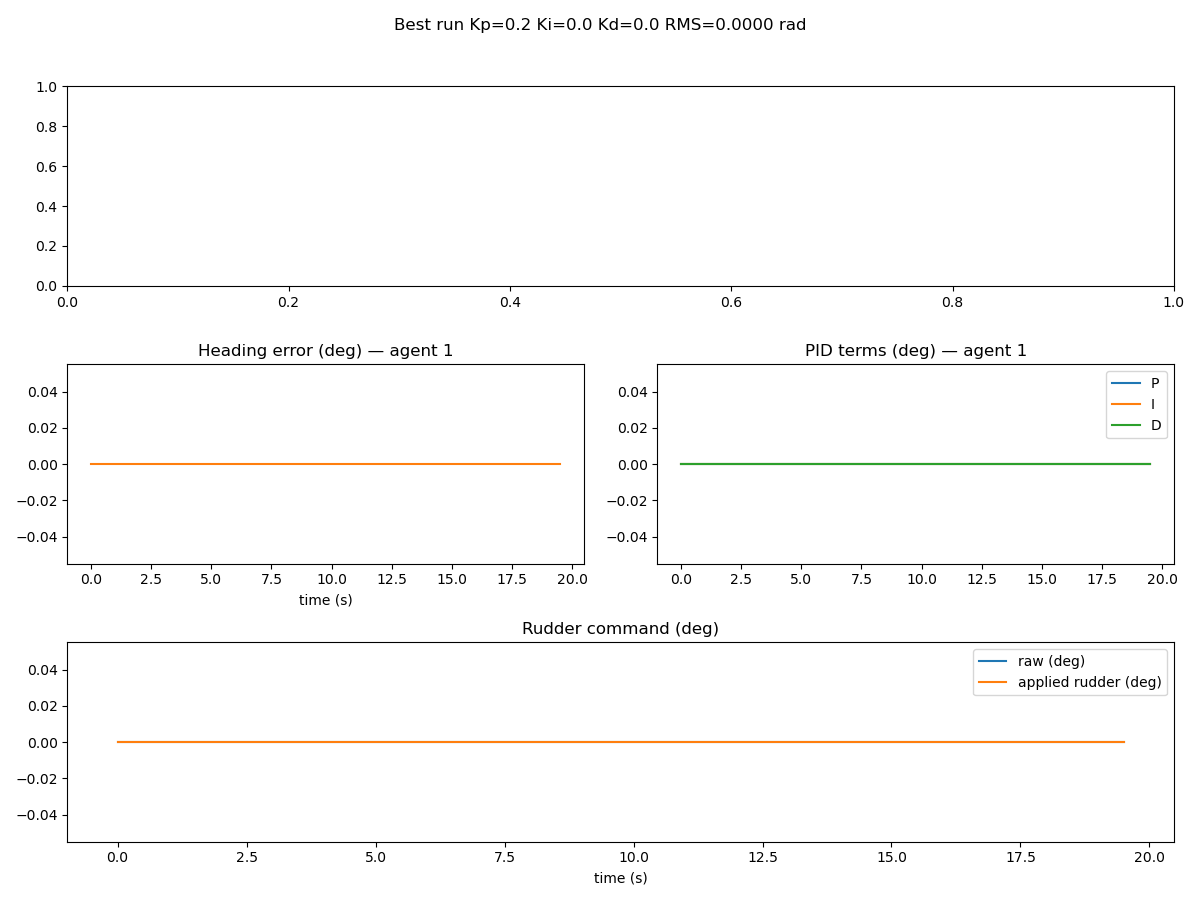 Best run Kp=0.2 Ki=0.0 Kd=0.0 RMS=0.0000 rad
1.0
0.8
0.6
0.4
0.2
0.0
0.0 0.2 0.4 0.6 0.8 1.0
Heading error (deg) — agent 1
0.04
0.02
0.00
−0.02
−0.04
0.0 2.5 5.0 7.5 10.0 12.5 15.0 17.5 20.0
time (s)
PID terms (deg) — agent 1
P
I
D
0.04
0.02
0.00
−0.02
−0.04
0.0 2.5 5.0 7.5 10.0 12.5 15.0 17.5 20.0
Rudder command (deg)
raw (deg)
applied rudder (deg)
0.04
0.02
0.00
−0.02
−0.04
0.0 2.5 5.0 7.5 10.0 12.5 15.0 17.5 20.0
time (s)